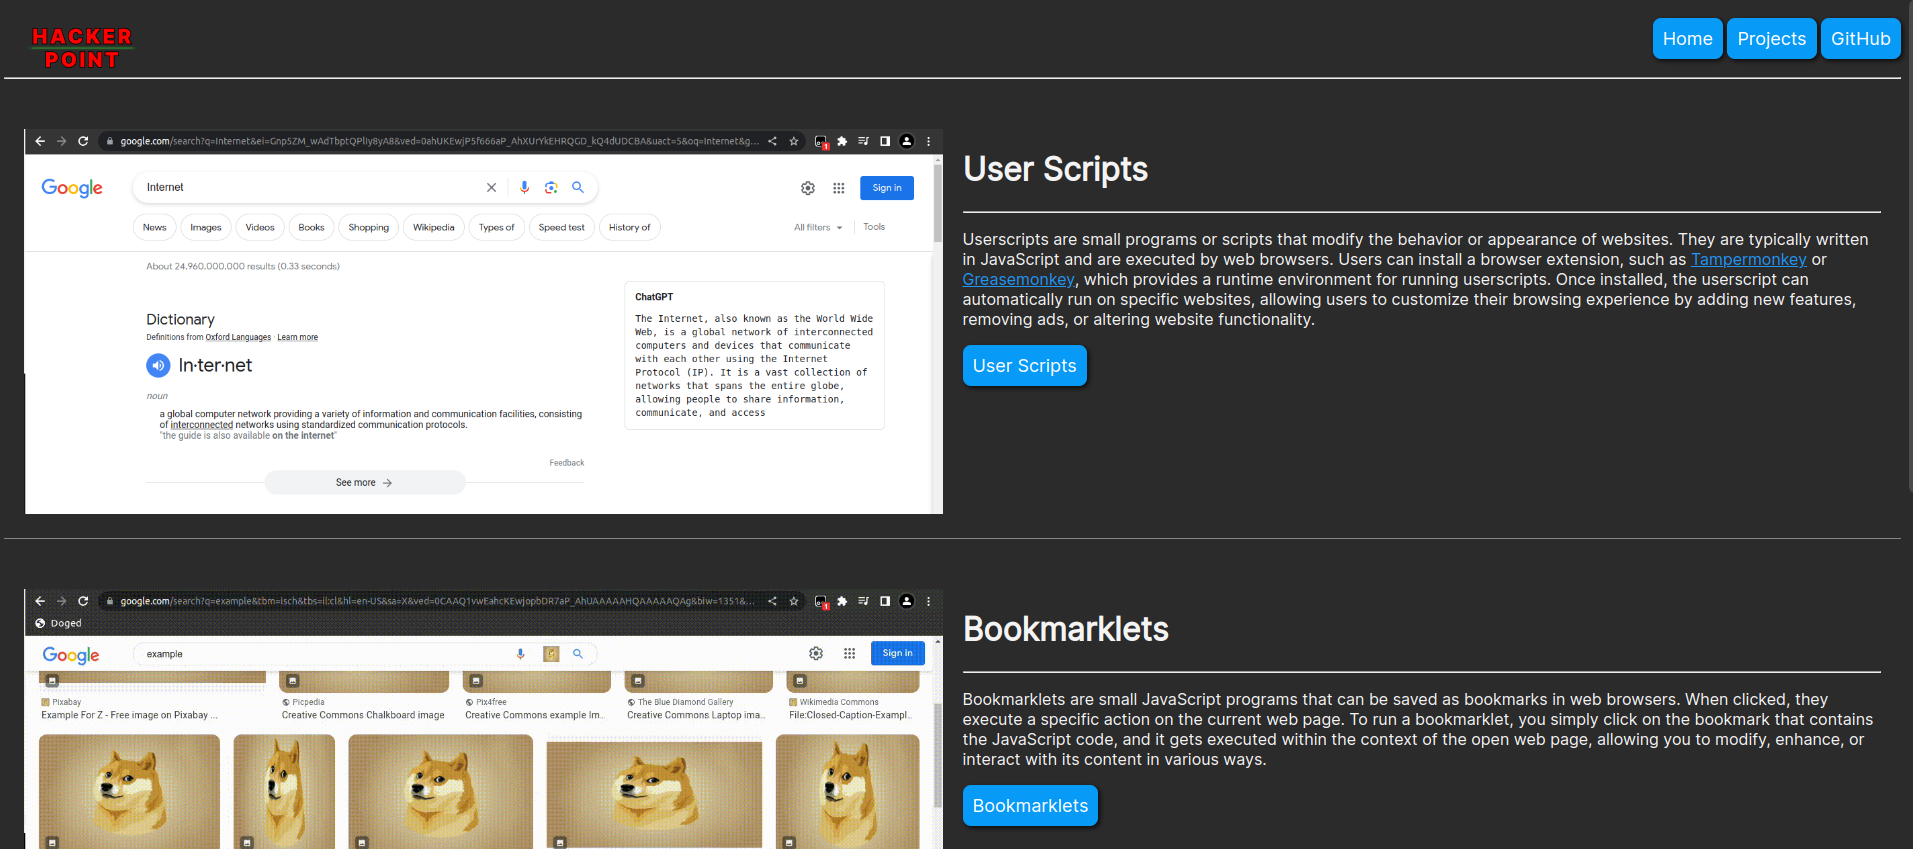 HACKER
POINT
Home Projects GitHub
google.com/search?q=Internet&ei=Gnp5ZM_wAdTbptQPlIy8yA8&ved=0ahUKEwjP5f666aP_AhXUrYkEHRQGD_kQ4dUDCBA&uact=5&oq=Internet&g...
Google
Internet
Sign in
News Images Videos Books Shopping Wikipedia Types of Speed test History of
All filters Tools
About 24.960.000.000 results (0.33 seconds)
Dictionary
Definitions from Oxford Languages · Learn more
In·ter·net
noun
a global computer network providing a variety of information and communication facilities, consisting
of interconnected networks using standardized communication protocols.
"the guide is also available on the internet"
Feedback
See more
ChatGPT
The Internet, also known as the World Wide
Web, is a global network of interconnected
computers and devices that communicate
with each other using the Internet
Protocol (IP). It is a vast collection of
networks that spans the entire globe,
allowing people to share information,
communicate, and access
User Scripts
Userscripts are small programs or scripts that modify the behavior or appearance of websites. They are typically written
in JavaScript and are executed by web browsers. Users can install a browser extension, such as Tampermonkey or
Greasemonkey, which provides a runtime environment for running userscripts. Once installed, the userscript can
automatically run on specific websites, allowing users to customize their browsing experience by adding new features,
removing ads, or altering website functionality.
User Scripts
google.com/search?q=example&tbm=isch&tbs=il:cl&hl=en-US&sa=X&ved=0CAAQ1vwEahcKEwjopbDR7aP_AhUAAAAAHQAAAAAQAg&biw=1351&...
Doged
Google
example
Sign in
Pixabay
Example For Z - Free image on Pixabay ...
Picpedia
Creative Commons Chalkboard image
Pix4free
Creative Commons example Im...
The Blue Diamond Gallery
Creative Commons Laptop ima...
Wikimedia Commons
File:Closed-Caption-Exampl...
Bookmarklets
Bookmarklets are small JavaScript programs that can be saved as bookmarks in web browsers. When clicked, they
execute a specific action on the current web page. To run a bookmarklet, you simply click on the bookmark that contains
the JavaScript code, and it gets executed within the context of the open web page, allowing you to modify, enhance, or
interact with its content in various ways.
Bookmarklets